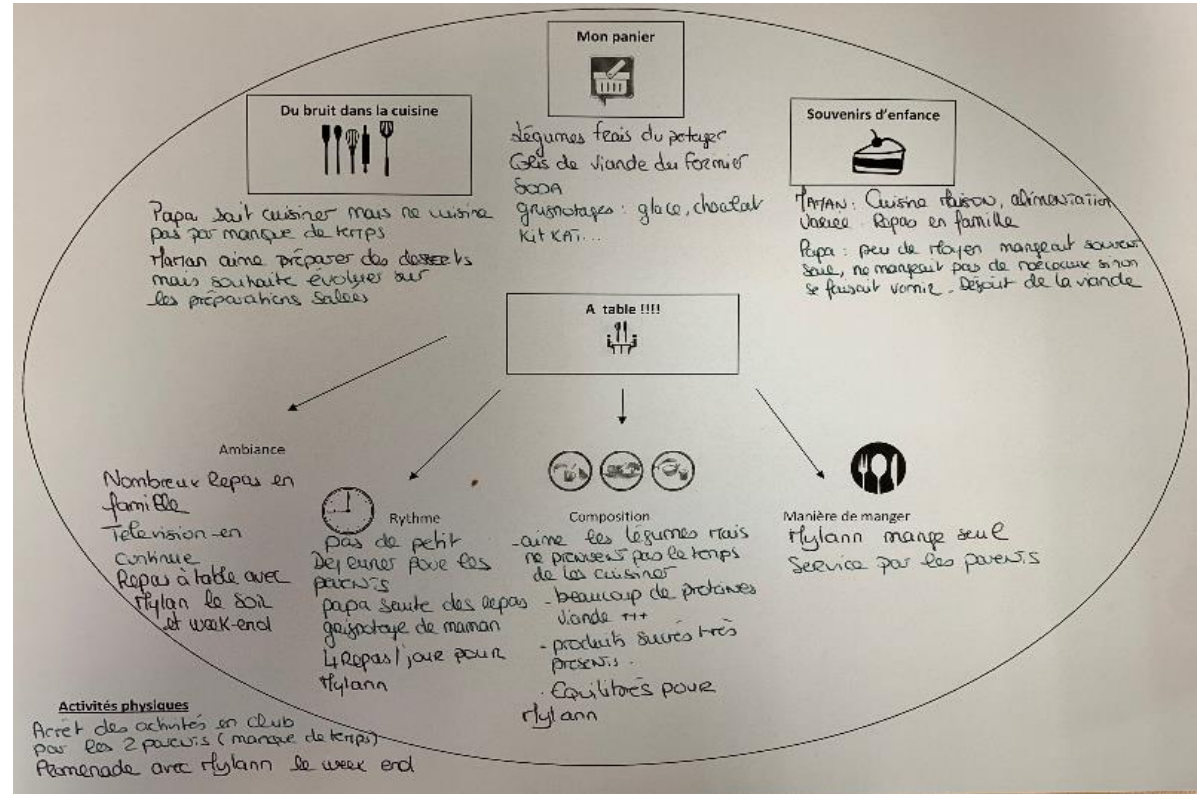 Mon panier
Légumes frais du potager
Colis de viande du fermier
SODA
grignotages : glace, chocolat
KitKAT...
Du bruit dans la cuisine
Papa sait cuisiner mais ne cuisine
pas par manque de temps
Maman aime préparer des desserts
mais souhaite évoluer sur
les préparations salées
Souvenirs d'enfance
MAMAN : Cuisine Maison, alimentation
variée. Repas en famille
Papa : peu de Moyen mangeait souvent
seul, ne mangeait pas de morceaux sinon
se faisait vomir. Dégout de la viande
A table !!!!
Ambiance
Nombreux Repas en
famille
Television en
continue
Repas à table avec
Mylan le soir
et week-end
Rythme
pas de petit
Dejeuner pour les
parents
papa saute des repas
grignotage de maman
4 Repas / jour pour
Mylann
Composition
- aime les légumes mais
ne prennent pas le temps
de les cuisiner
- beaucoup de protéines
viande +++
- produits sucrés très
présents.
. Equilibrés pour
Mylann
Manière de manger
Mylann mange seul
Service par les parents
Activités physiques
Arrêt des activités en club
par les 2 parents (manque de temps)
Promenade avec Mylann le week end